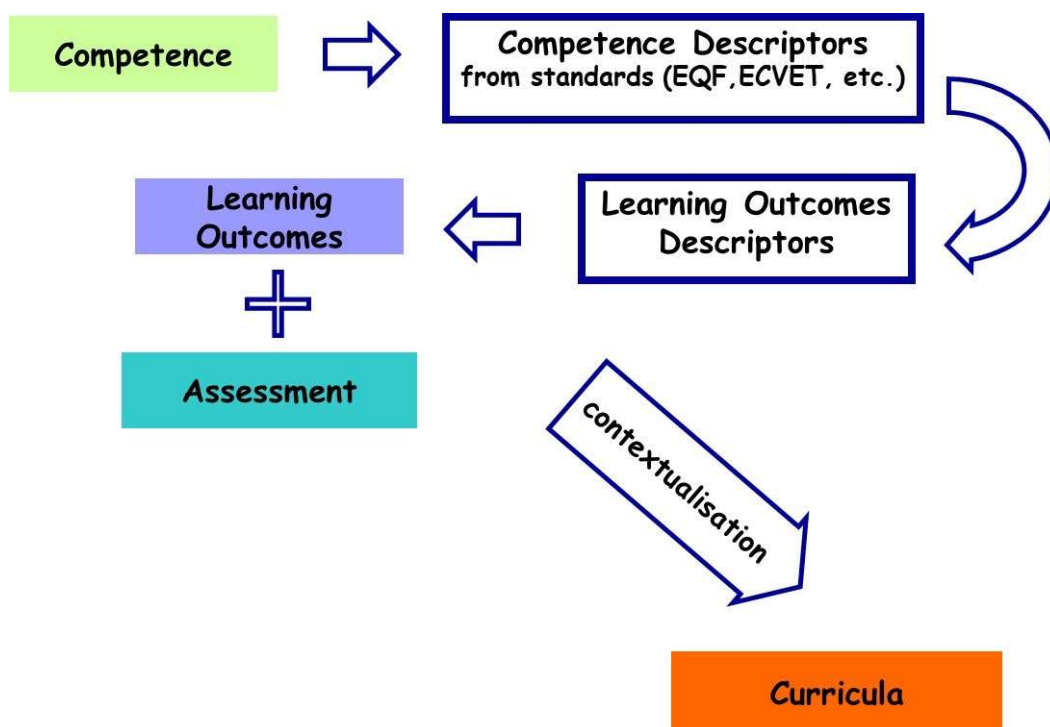 Competence
Competence Descriptors
from standards (EQF,ECVET, etc.)
Learning
Outcomes
Learning Outcomes
Descriptors
Assessment
contextualisation
Curricula